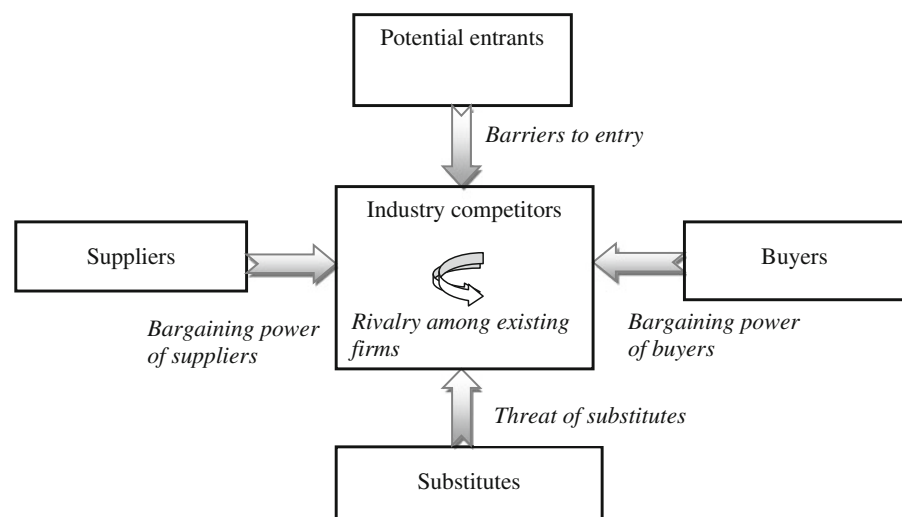 Potential entrants
Barriers to entry
Industry competitors
Suppliers
Buyers
Bargaining power
of suppliers
Rivalry among existing
firms
Bargaining power
of buyers
Threat of substitutes
Substitutes